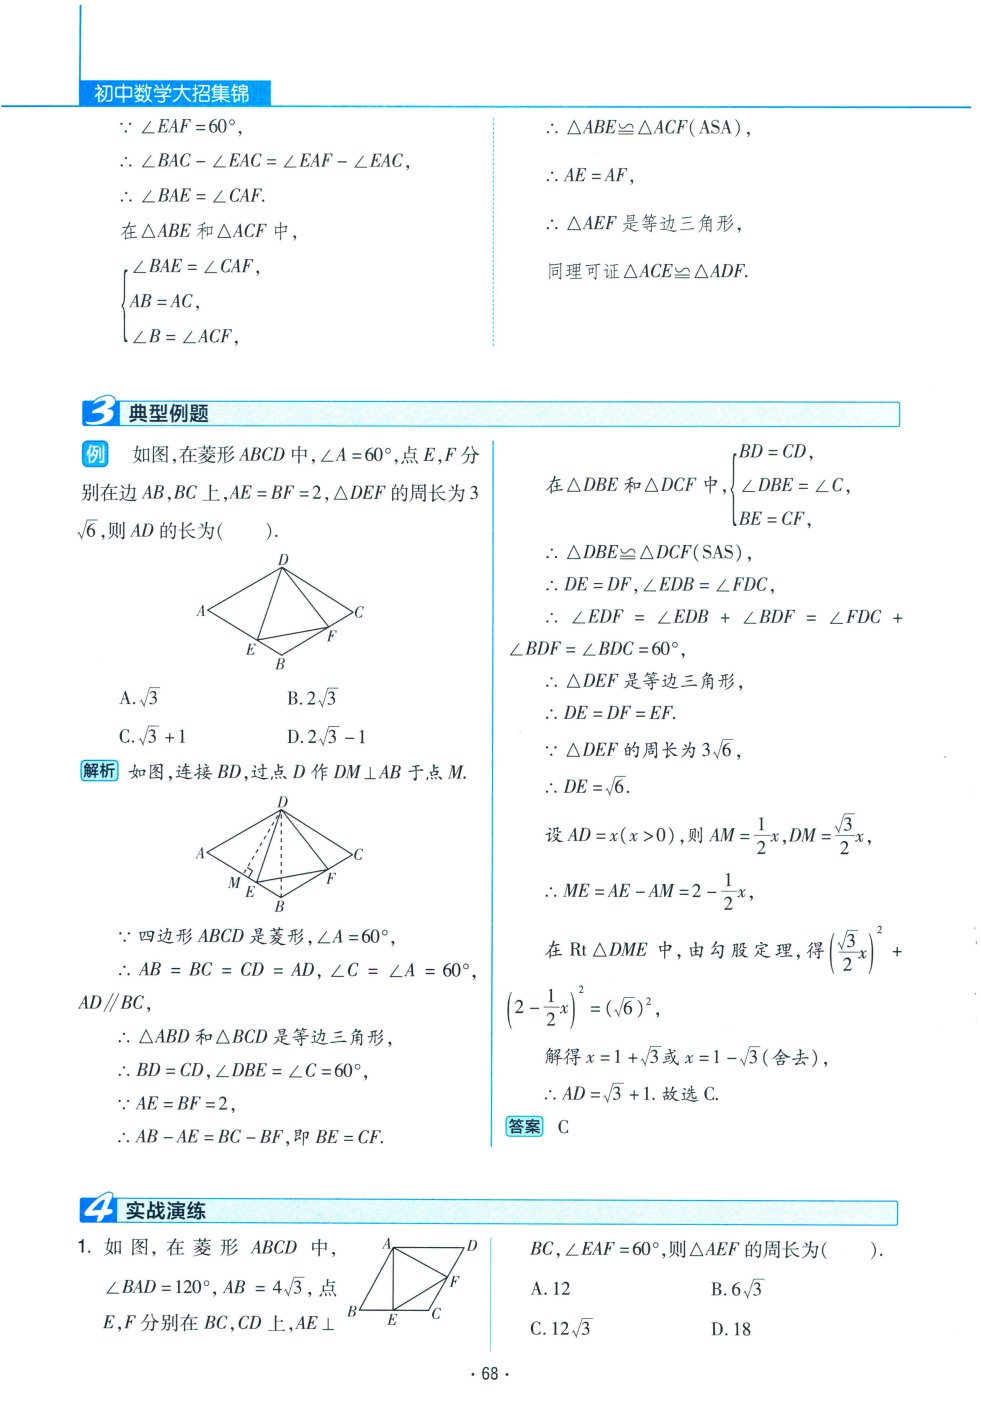 初中数学大招集锦
∵ ∠EAF=60°,
∴ ∠BAC-∠EAC=∠EAF-∠EAC,
∴ ∠BAE=∠CAF.
在△ABE 和△ACF 中,
∠BAE=∠CAF,
AB=AC,
∠B=∠ACF,
∴ △ABE≌△ACF(ASA),
∴ AE=AF,
∴ △AEF 是等边三角形,
同理可证△ACE≌△ADF.
3 典型例题
例 如图,在菱形 ABCD 中,∠A=60°,点 E,F 分
别在边 AB,BC 上,AE=BF=2,△DEF 的周长为 3
√6,则 AD 的长为( ).
D
A
C
F
E
B
A.√3 B.2√3
C.√3+1 D.2√3-1
解析 如图,连接 BD,过点 D 作 DM⊥AB 于点 M.
D
A
C
M
E
F
B
∵ 四边形 ABCD 是菱形,∠A=60°,
∴ AB = BC = CD = AD, ∠C = ∠A = 60°,
AD∥BC,
∴ △ABD 和△BCD 是等边三角形,
∴ BD=CD,∠DBE=∠C=60°,
∵ AE=BF=2,
∴ AB-AE=BC-BF,即 BE=CF.
BD=CD,
在△DBE 和△DCF 中, ∠DBE=∠C,
BE=CF,
∴ △DBE≌△DCF(SAS),
∴ DE=DF,∠EDB=∠FDC,
∴ ∠EDF = ∠EDB + ∠BDF = ∠FDC +
∠BDF=∠BDC=60°,
∴ △DEF 是等边三角形,
∴ DE=DF=EF.
∵ △DEF 的周长为 3√6,
∴ DE=√6.
设 AD=x(x>0),则 AM=1/2x,DM=√3/2x,
∴ ME=AE-AM=2-1/2x,
在 Rt△DME 中,由勾股定理,得(√3/2x)² +
(2-1/2x)²=(√6)²,
解得 x=1+√3或 x=1-√3(舍去),
∴ AD=√3+1. 故选 C.
答案 C
4 实战演练
1. 如图,在菱形 ABCD 中,
∠BAD=120°, AB = 4√3, 点
E,F 分别在 BC,CD 上,AE⊥
A
D
F
B
E
C
BC,∠EAF=60°,则△AEF 的周长为( ).
A.12 B.6√3
C.12√3 D.18
·68·